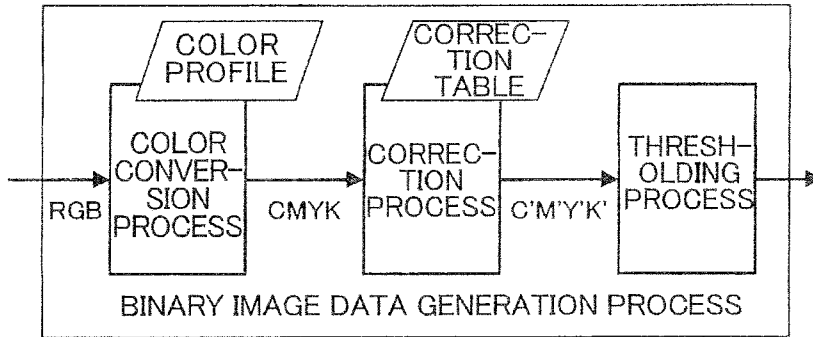 COLOR
PROFILE
CORREC-
TION
TABLE
COLOR
CONVER-
SION
PROCESS
CORREC-
TION
PROCESS
THRESH-
OLDING
PROCESS
RGB
CMYK
C'M'Y'K'
BINARY IMAGE DATA GENERATION PROCESS